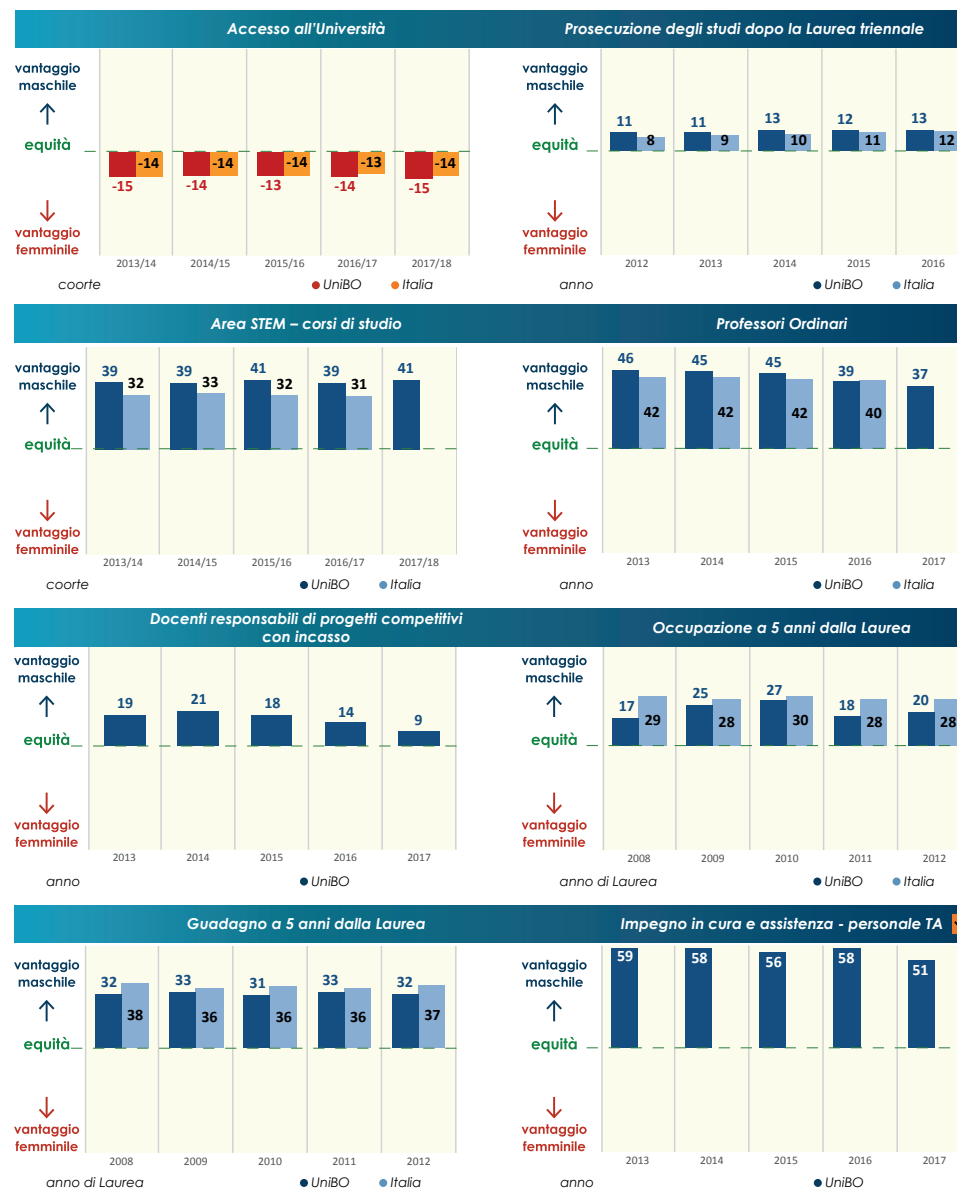 Accesso all'Università
vantaggio
maschile
equità
vantaggio
femminile
-15 -14 -14 -14 -13 -14 -14 -13 -15 -14
2013/14 2014/15 2015/16 2016/17 2017/18
coorte UniBO Italia
Prosecuzione degli studi dopo la Laurea triennale
vantaggio
maschile
equità
vantaggio
femminile
11 8 11 9 13 10 12 11 13 12
2012 2013 2014 2015 2016
anno UniBO Italia
Area STEM – corsi di studio
vantaggio
maschile
equità
vantaggio
femminile
39 32 39 33 41 32 39 31 41
2013/14 2014/15 2015/16 2016/17 2017/18
coorte UniBO Italia
Professori Ordinari
vantaggio
maschile
equità
vantaggio
femminile
46 42 45 42 45 42 39 40 37
2013 2014 2015 2016 2017
anno UniBO Italia
Docenti responsabili di progetti competitivi
con incasso
vantaggio
maschile
equità
vantaggio
femminile
19 21 18 14 9
2013 2014 2015 2016 2017
anno UniBO
Occupazione a 5 anni dalla Laurea
vantaggio
maschile
equità
vantaggio
femminile
17 29 25 28 27 30 18 28 20 28
2008 2009 2010 2011 2012
anno di Laurea UniBO Italia
Guadagno a 5 anni dalla Laurea
vantaggio
maschile
equità
vantaggio
femminile
32 38 33 36 31 36 33 36 32 37
2008 2009 2010 2011 2012
anno di Laurea UniBO Italia
Impegno in cura e assistenza - personale TA
vantaggio
maschile
equità
vantaggio
femminile
59 58 56 58 51
2013 2014 2015 2016 2017
anno UniBO